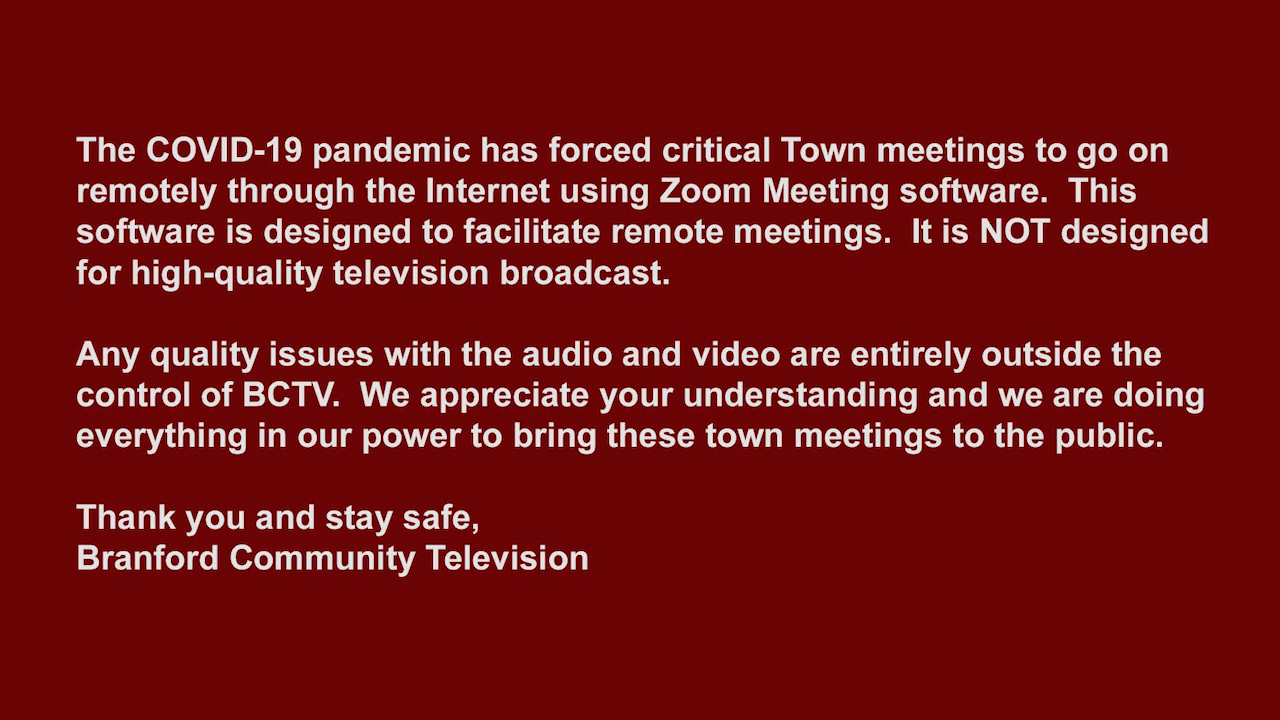 The COVID-19 pandemic has forced critical Town meetings to go on
remotely through the Internet using Zoom Meeting software.  This
software is designed to facilitate remote meetings.  It is NOT designed
for high-quality television broadcast.
Any quality issues with the audio and video are entirely outside the
control of BCTV.  We appreciate your understanding and we are doing
everything in our power to bring these town meetings to the public.
Thank you and stay safe,
Branford Community Television